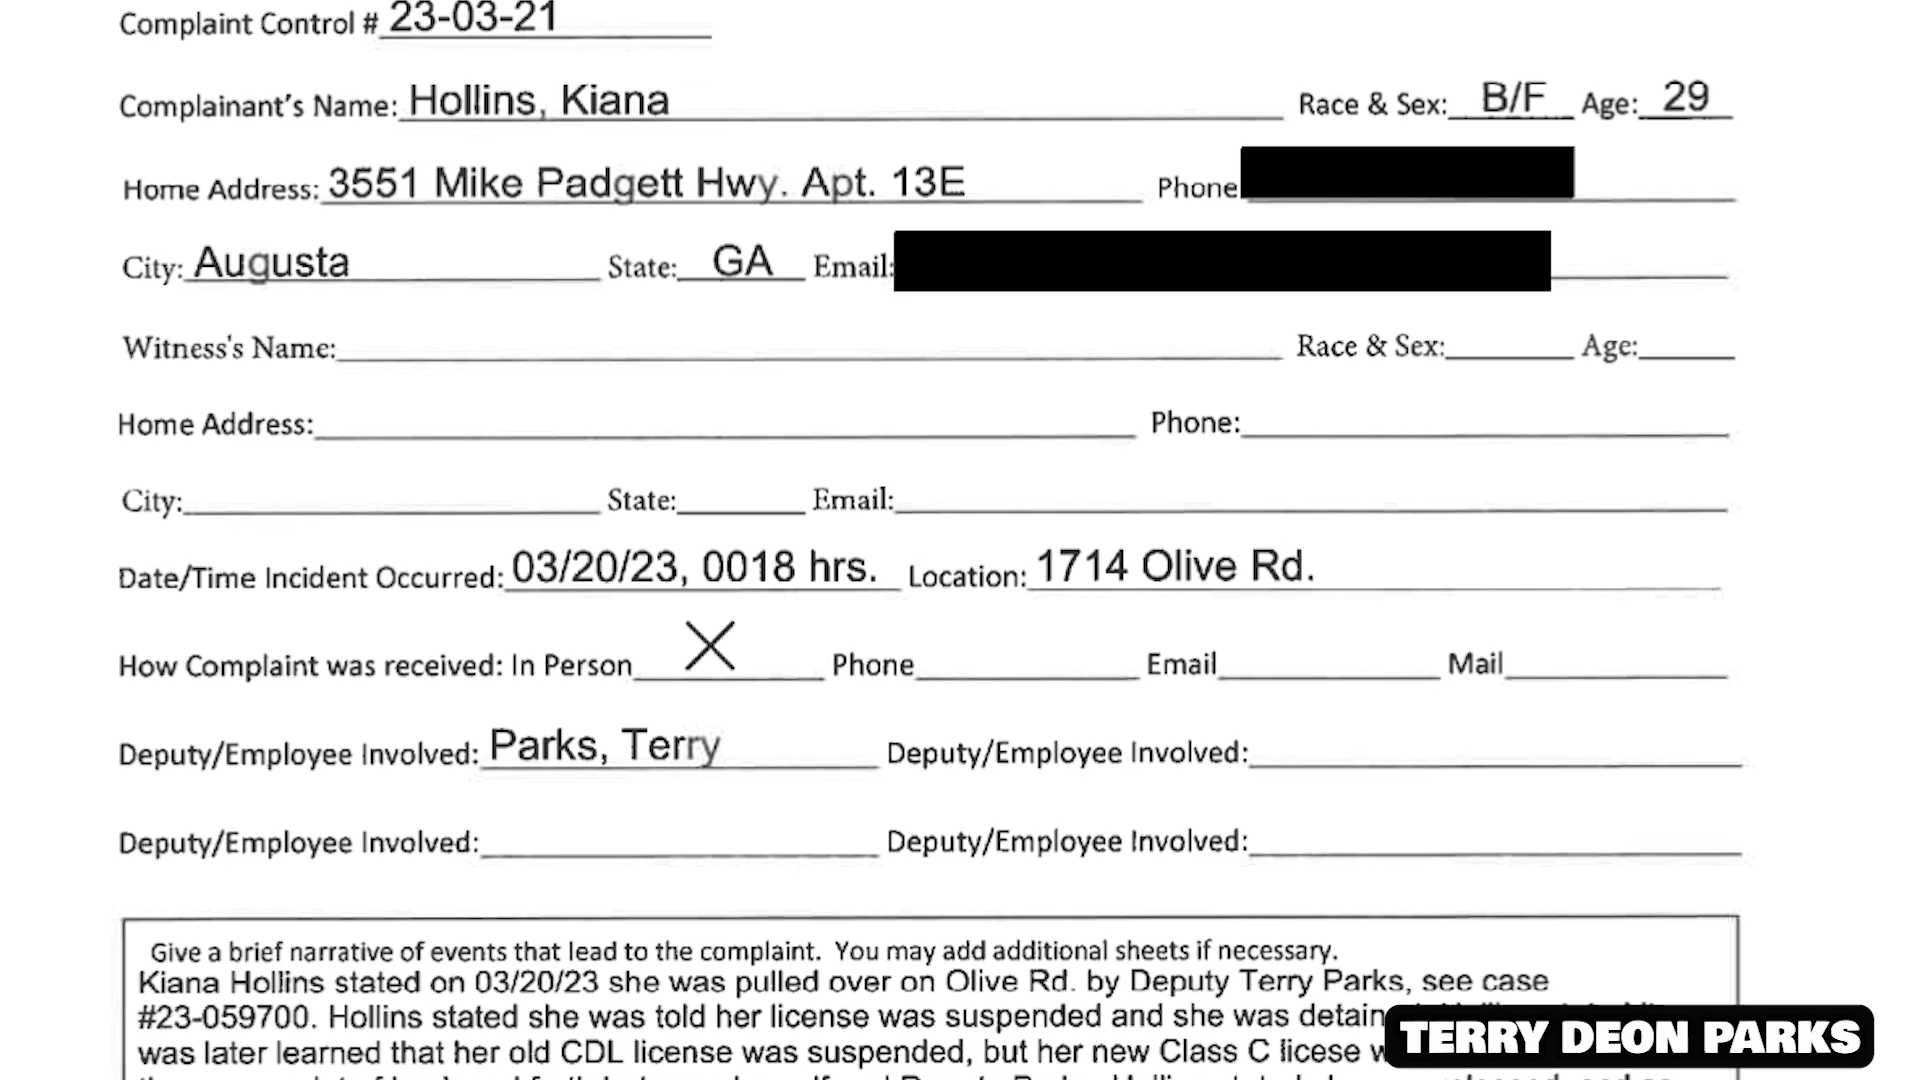 Complaint Control # 23-03-21
Complainant's Name: Hollins, Kiana Race & Sex: B/F Age: 29
Home Address: 3551 Mike Padgett Hwy. Apt. 13E Phone
City: Augusta State: GA Email:
Witness's Name: Race & Sex: Age:
Home Address: Phone:
City: State: Email:
Date/Time Incident Occurred: 03/20/23, 0018 hrs. Location: 1714 Olive Rd.
How Complaint was received: In Person X Phone Email Mail
Deputy/Employee Involved: Parks, Terry Deputy/Employee Involved:
Deputy/Employee Involved: Deputy/Employee Involved:
Give a brief narrative of events that lead to the complaint. You may add additional sheets if necessary.
Kiana Hollins stated on 03/20/23 she was pulled over on Olive Rd. by Deputy Terry Parks, see case
#23-059700. Hollins stated she was told her license was suspended and she was
was later learned that her old CDL license was suspended, but her new Class C licese
TERRY DEON PARKS